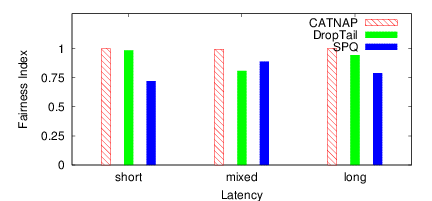 CATNAP
DropTail
SPQ
1
0.75
0.5
0.25
0
Fairness Index
short mixed long
Latency